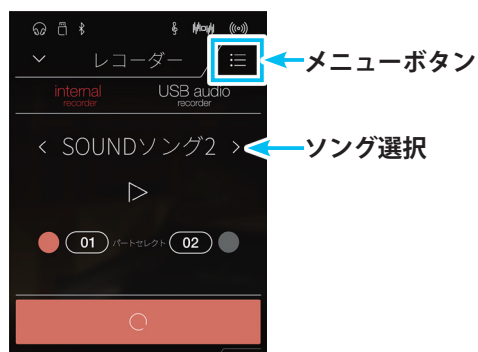 レコーダー
メニューボタン
internal
recorder
USB audio
recorder
SOUNDソング2
ソング選択
01
パートセレクト
02